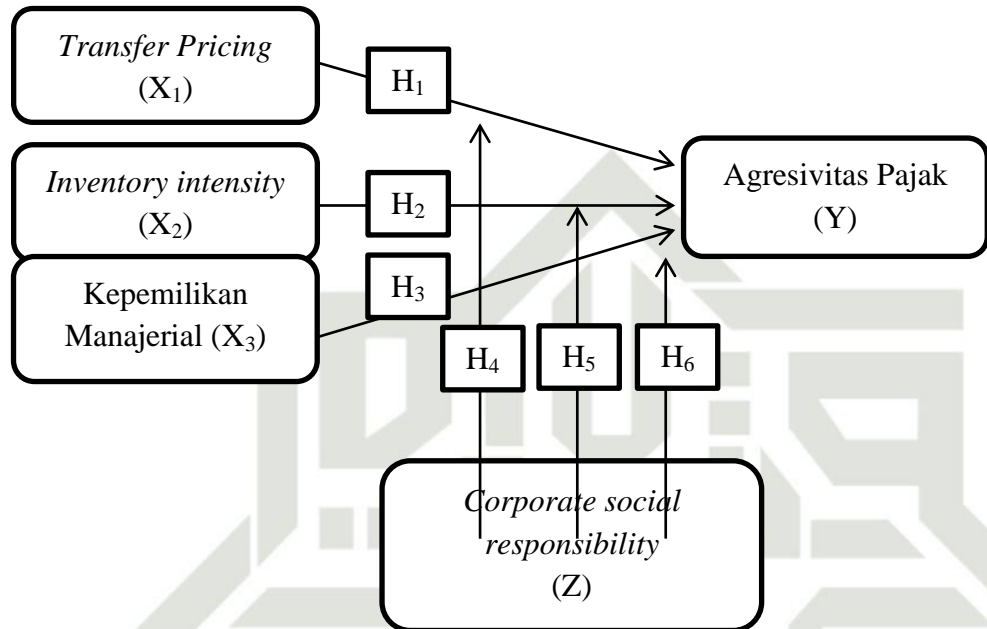 Transfer Pricing
(X₁)
H₁
Inventory intensity
(X₂)
H₂
Agresivitas Pajak
(Y)
Kepemilikan
Manajerial (X₃)
H₃
H₄
H₅
H₆
Corporate social
responsibility
(Z)